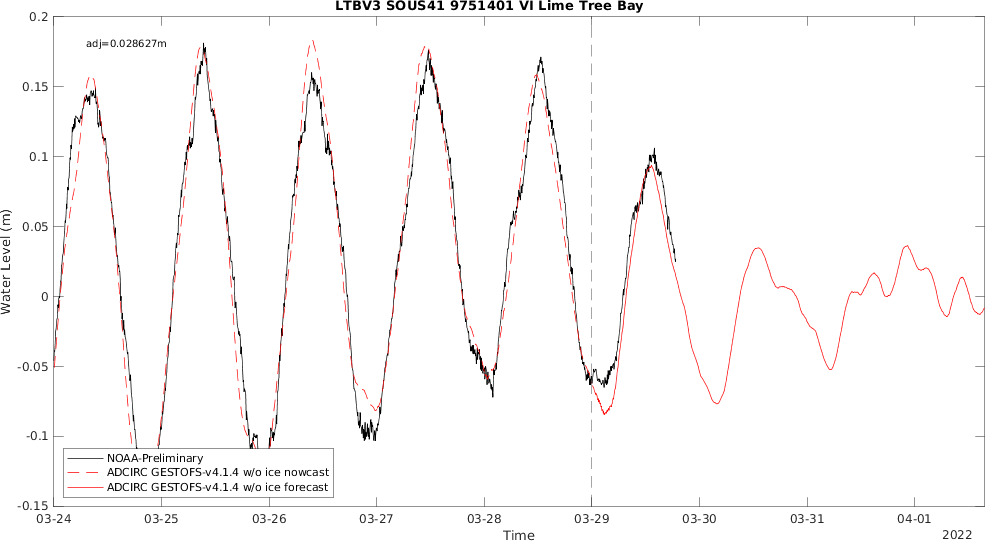 LTBV3 SOUS41 9751401 VI Lime Tree Bay
adj=0.028627m
Water Level (m)
0.2
0.15
0.1
0.05
0
-0.05
-0.1
-0.15
NOAA-Preliminary
ADCIRC GESTOFS-v4.1.4 w/o ice nowcast
ADCIRC GESTOFS-v4.1.4 w/o ice forecast
03-24 03-25 03-26 03-27 03-28 03-29 03-30 03-31 04-01
Time
2022